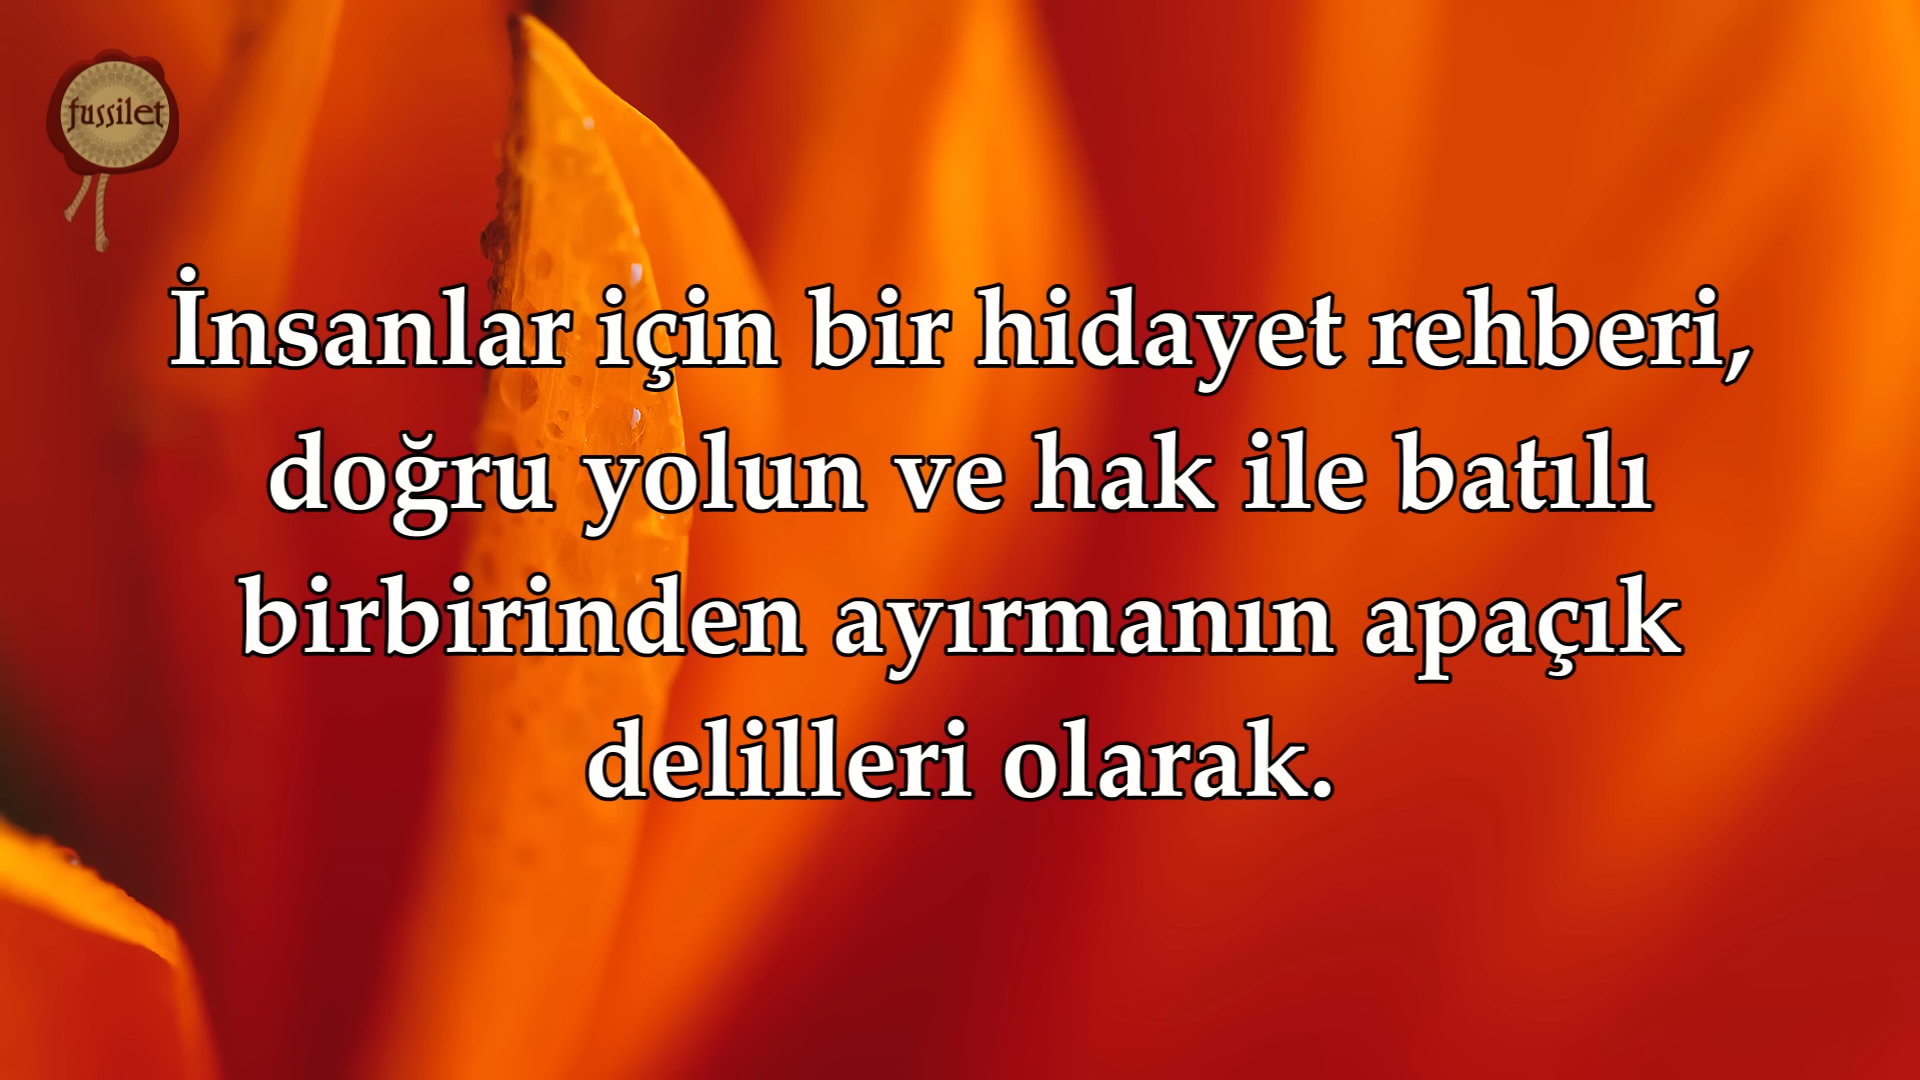 fussilet
İnsanlar için bir hidayet rehberi,
doğru yolun ve hak ile batılı
birbirinden ayırmanın apaçık
delilleri olarak.